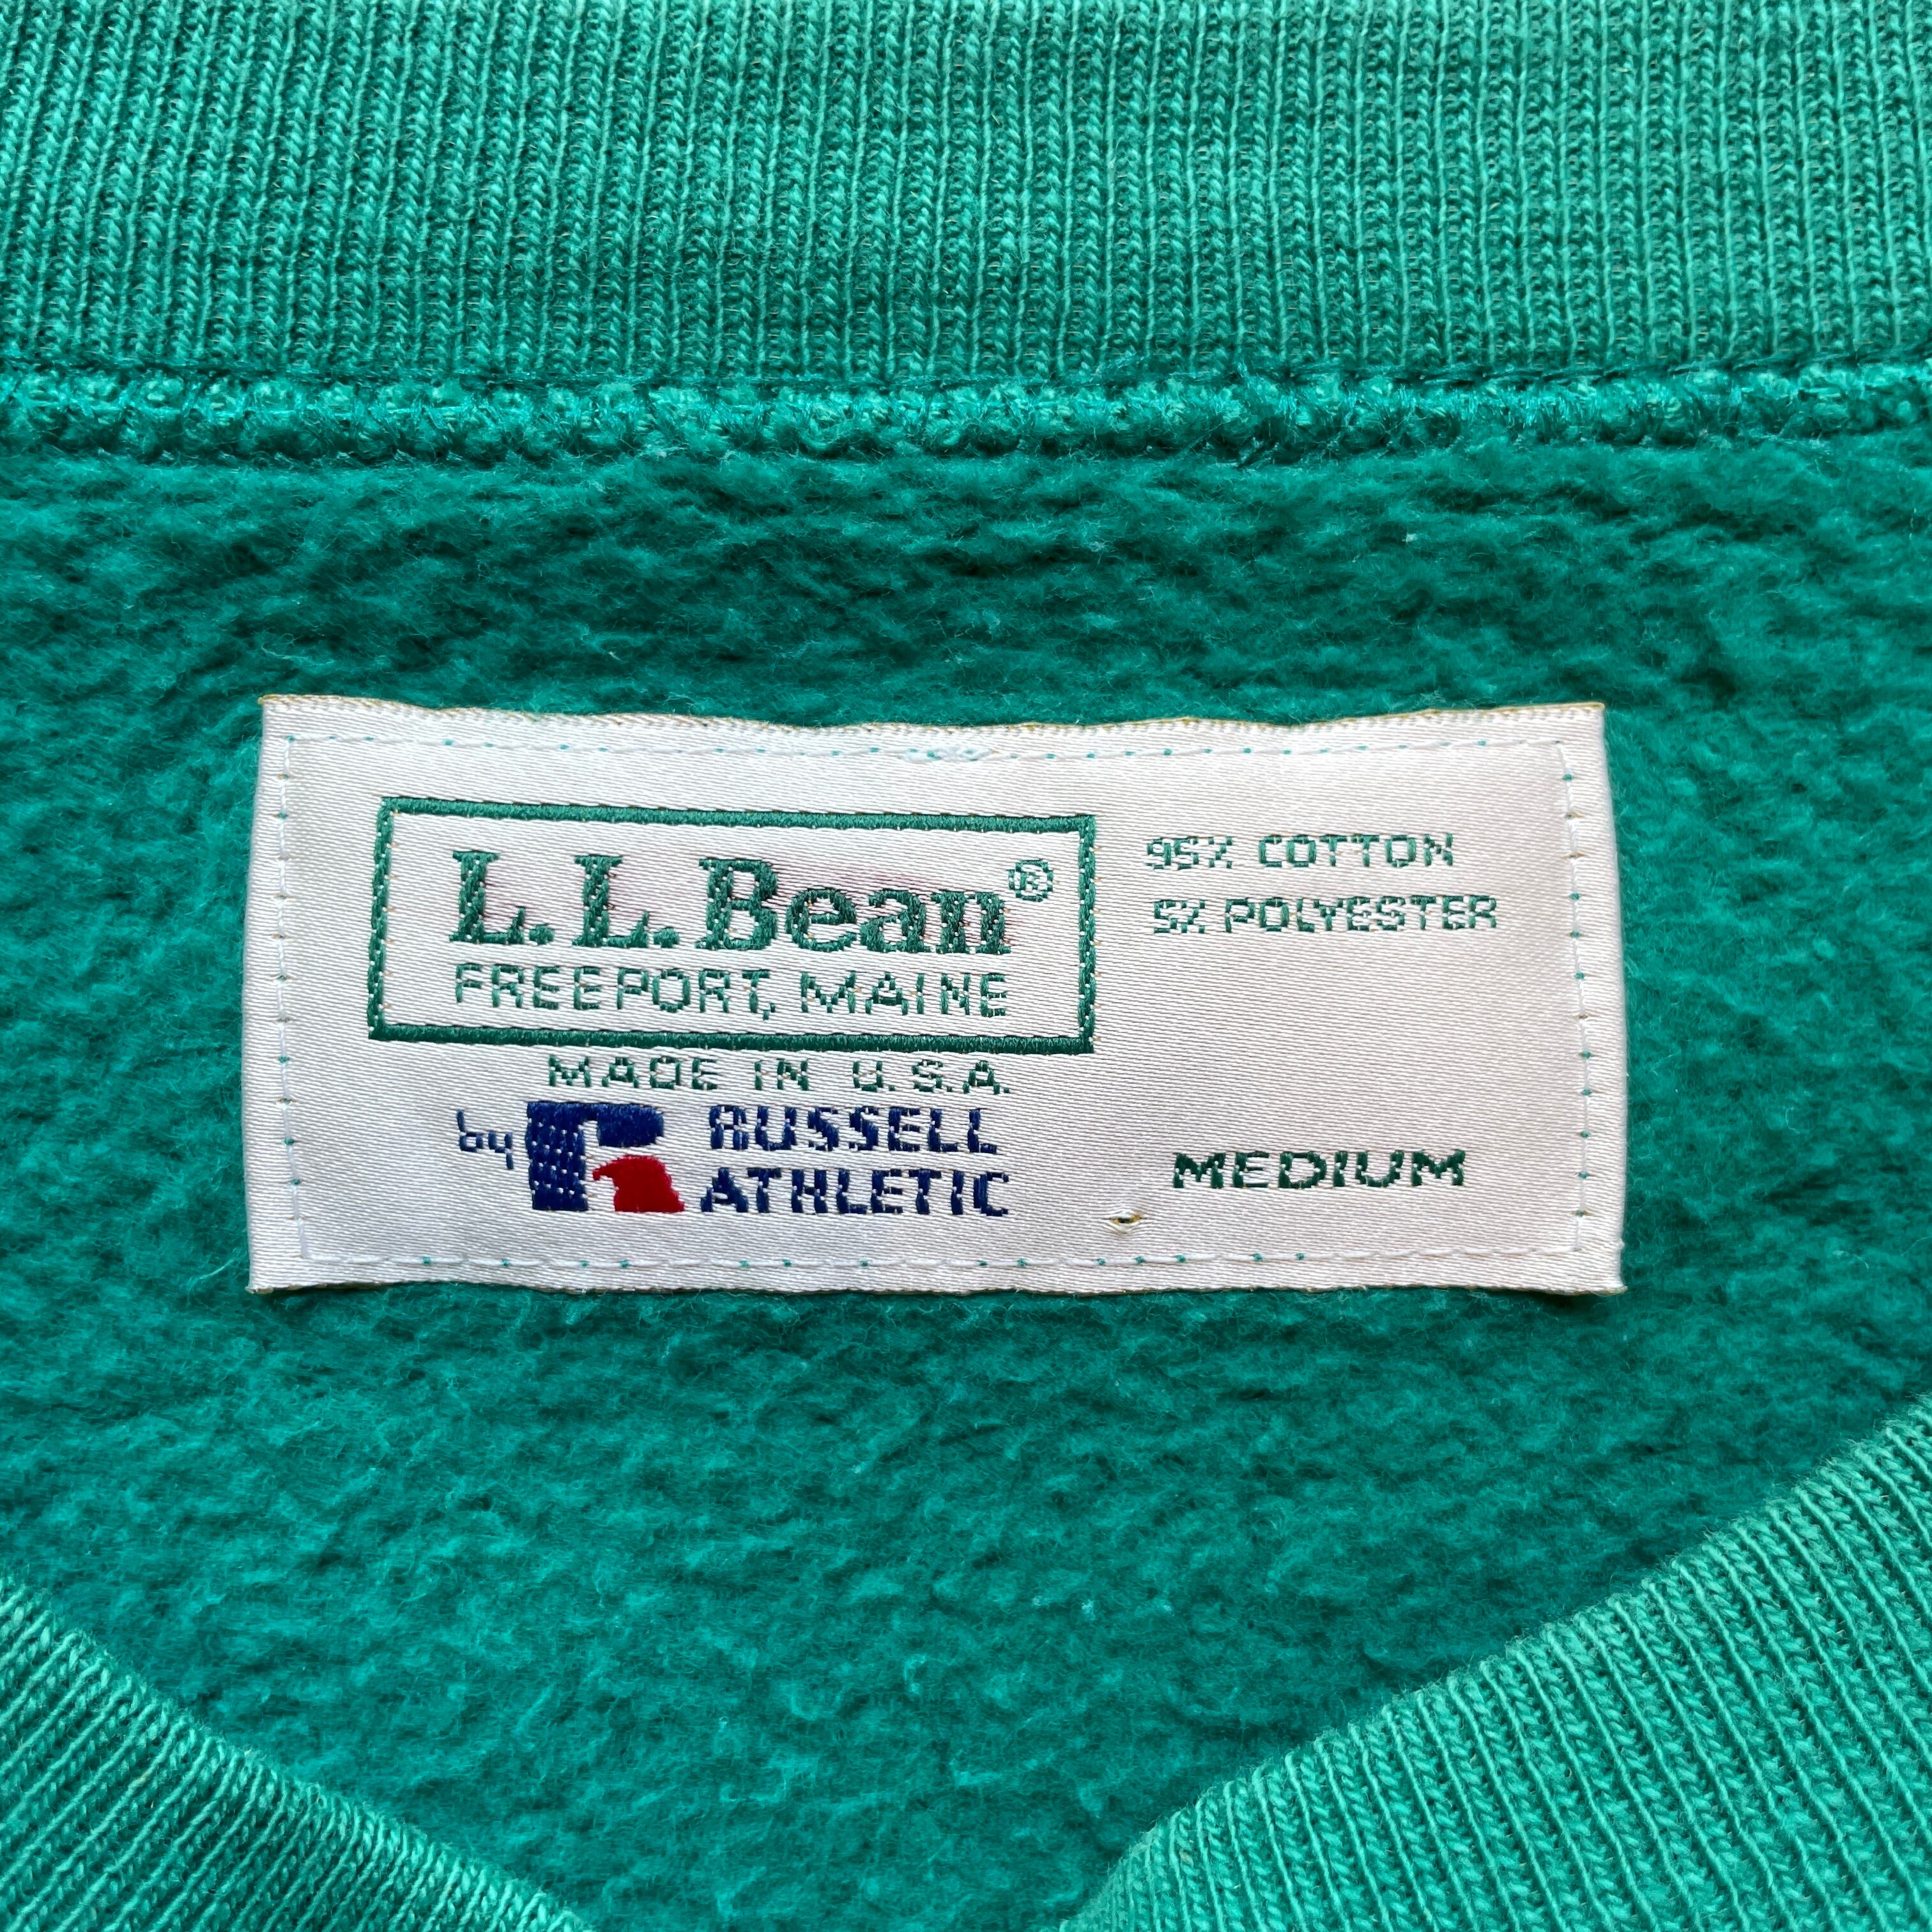 L.L.Bean®
FREEPORT, MAINE
MADE IN U.S.A.
by RUSSELL
ATHLETIC
95% COTTON
5% POLYESTER
MEDIUM